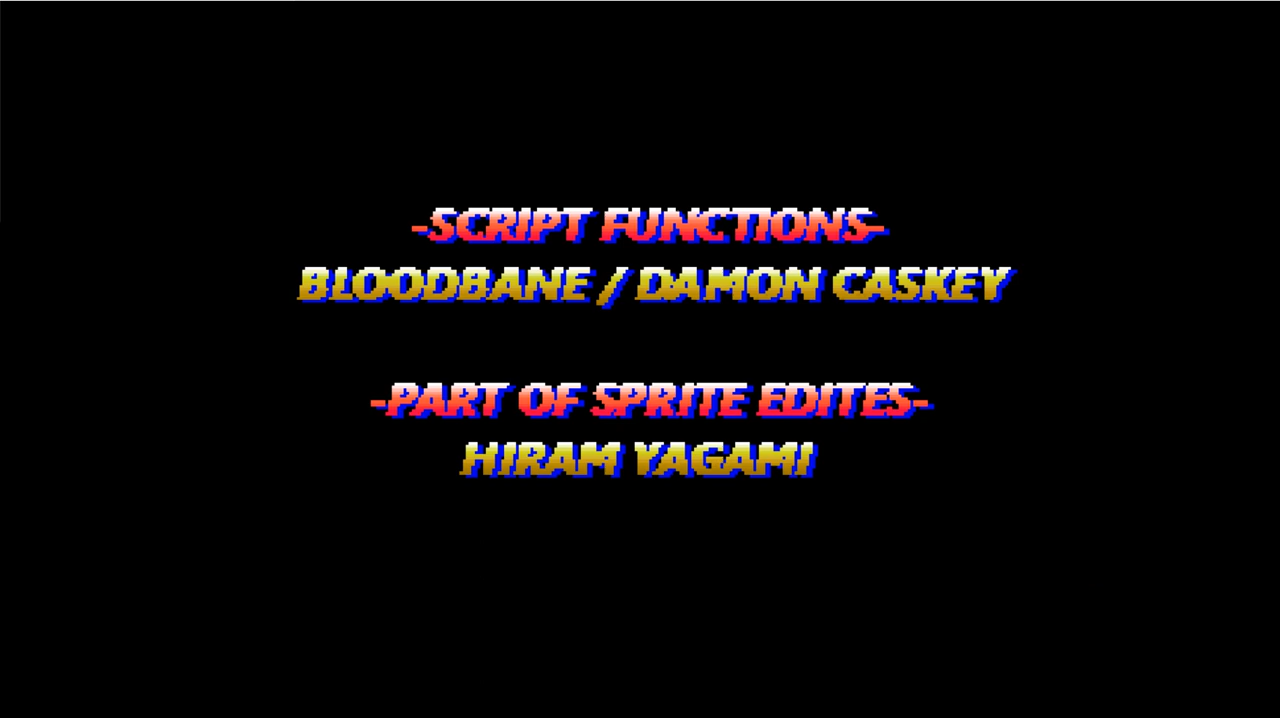 -SCRIPT FUNCTIONS-
BLOODBANE / DAMON CASKEY
-PART OF SPRITE EDITES-
HIRAM YAGAMI